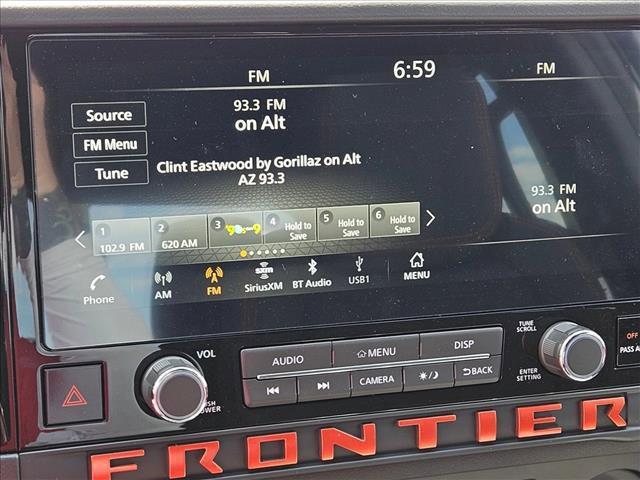 FM
6:59
FM
Source
FM Menu
Tune
93.3 FM
on Alt
Clint Eastwood by Gorillaz on Alt
AZ 93.3
93.3 FM
on Alt
1
102.9 FM
2
620 AM
3
4
Hold to
Save
5
Hold to
Save
6
Hold to
Save
Phone
AM
FM
sxm
SiriusXM
BT Audio
USB1
MENU
VOL
AUDIO
MENU
DISP
CAMERA
BACK
TUNE
SCROLL
ENTER
SETTING
OFF
PASS
FRONTIER